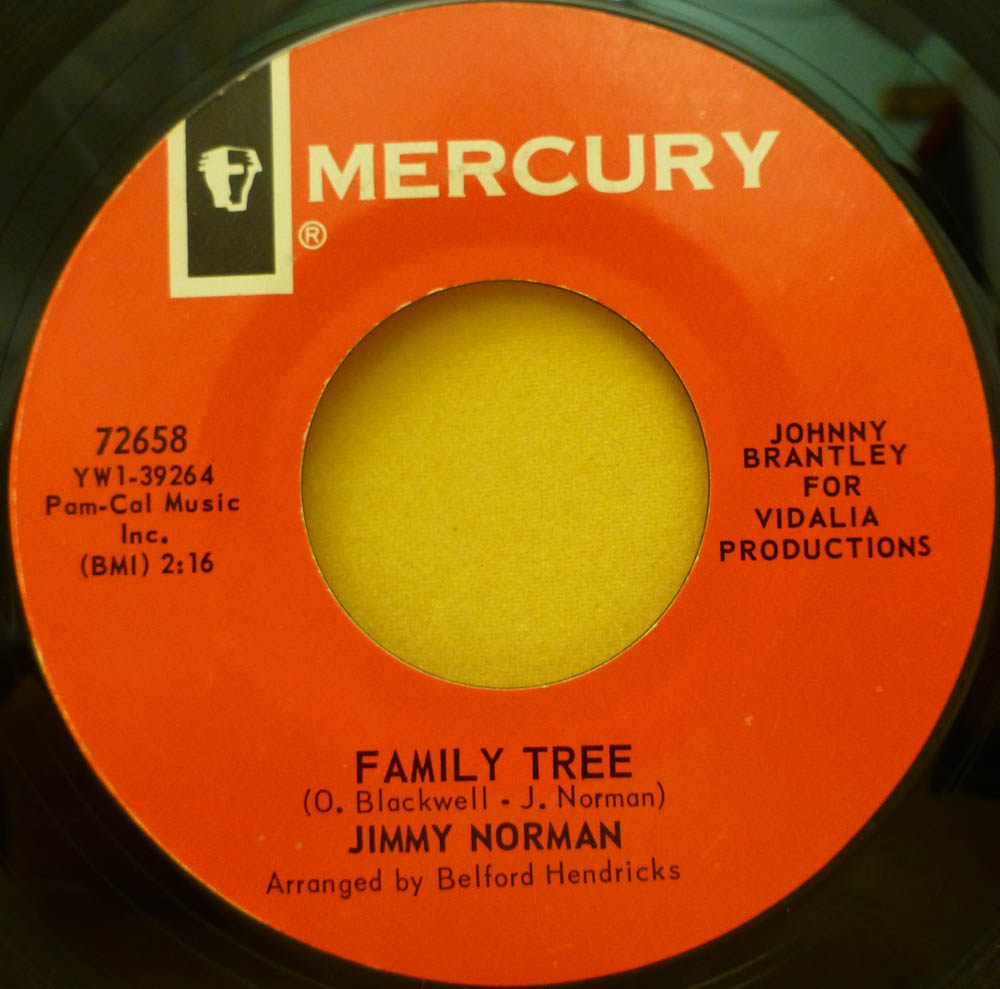 MERCURY
®
72658
YW1-39264
Pam-Cal Music
Inc.
(BMI) 2:16
JOHNNY
BRANTLEY
FOR
VIDALIA
PRODUCTIONS
FAMILY TREE
(O. Blackwell - J. Norman)
JIMMY NORMAN
Arranged by Belford Hendricks